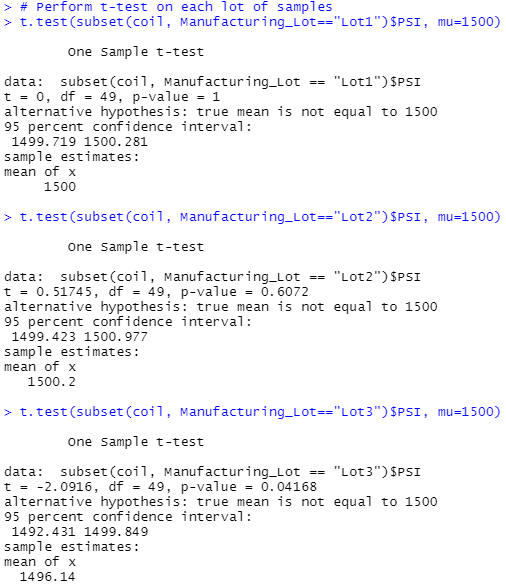 > # Perform t-test on each lot of samples
> t.test(subset(coil, Manufacturing_Lot=="Lot1")$PSI, mu=1500)
One Sample t-test
data:  subset(coil, Manufacturing_Lot == "Lot1")$PSI
t = 0, df = 49, p-value = 1
alternative hypothesis: true mean is not equal to 1500
95 percent confidence interval:
1499.719 1500.281
sample estimates:
mean of x
1500
> t.test(subset(coil, Manufacturing_Lot=="Lot2")$PSI, mu=1500)
One Sample t-test
data:  subset(coil, Manufacturing_Lot == "Lot2")$PSI
t = 0.51745, df = 49, p-value = 0.6072
alternative hypothesis: true mean is not equal to 1500
95 percent confidence interval:
1499.423 1500.977
sample estimates:
mean of x
1500.2
> t.test(subset(coil, Manufacturing_Lot=="Lot3")$PSI, mu=1500)
One Sample t-test
data:  subset(coil, Manufacturing_Lot == "Lot3")$PSI
t = -2.0916, df = 49, p-value = 0.04168
alternative hypothesis: true mean is not equal to 1500
95 percent confidence interval:
1492.431 1499.849
sample estimates:
mean of x
1496.14